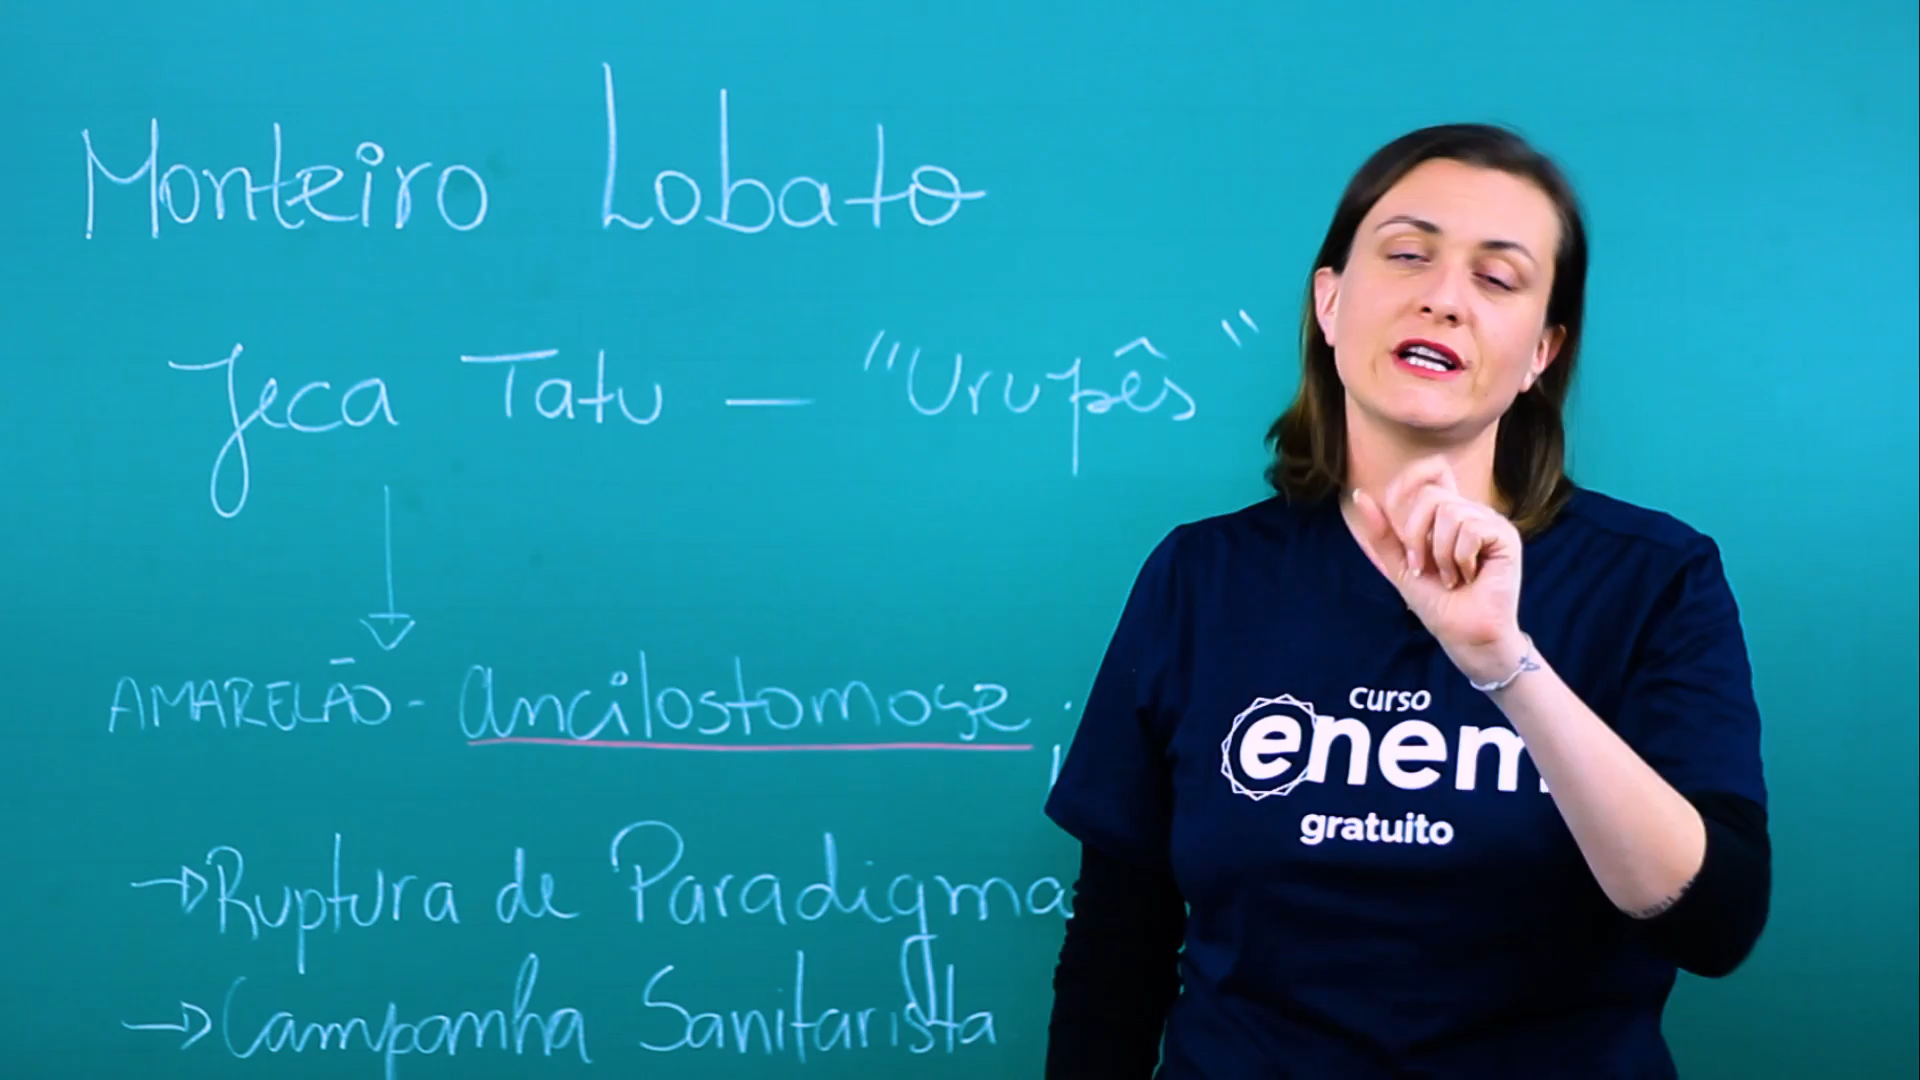 Monteiro Lobato
Jeca Tatu — "Urupês"
AMARELÃO - ancilostomose
→ Ruptura de Paradigma
→ Campanha Sanitarista
curso
enem
gratuito